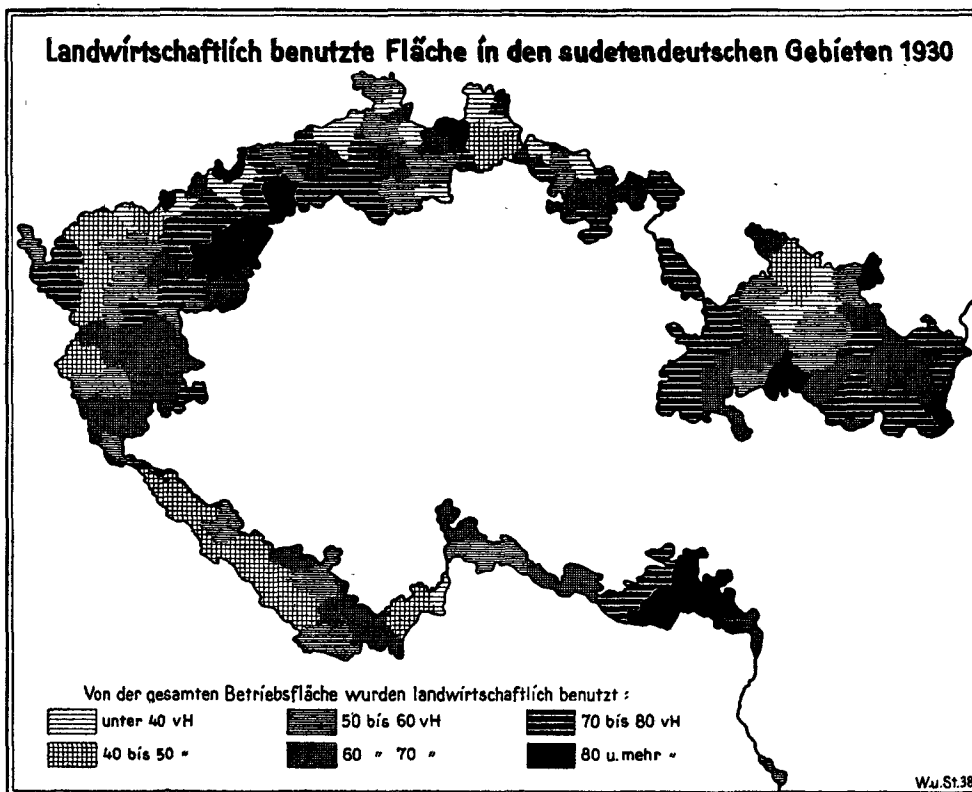 Landwirtschaftlich benutzte Fläche in den sudetendeutschen Gebieten 1930
Von der gesamten Betriebsfläche wurden landwirtschaftlich benutzt :
unter 40 vH
50 bis 60 vH
70 bis 80 vH
40 bis 50 "
60 " 70 "
80 u. mehr "
W.u.St.38